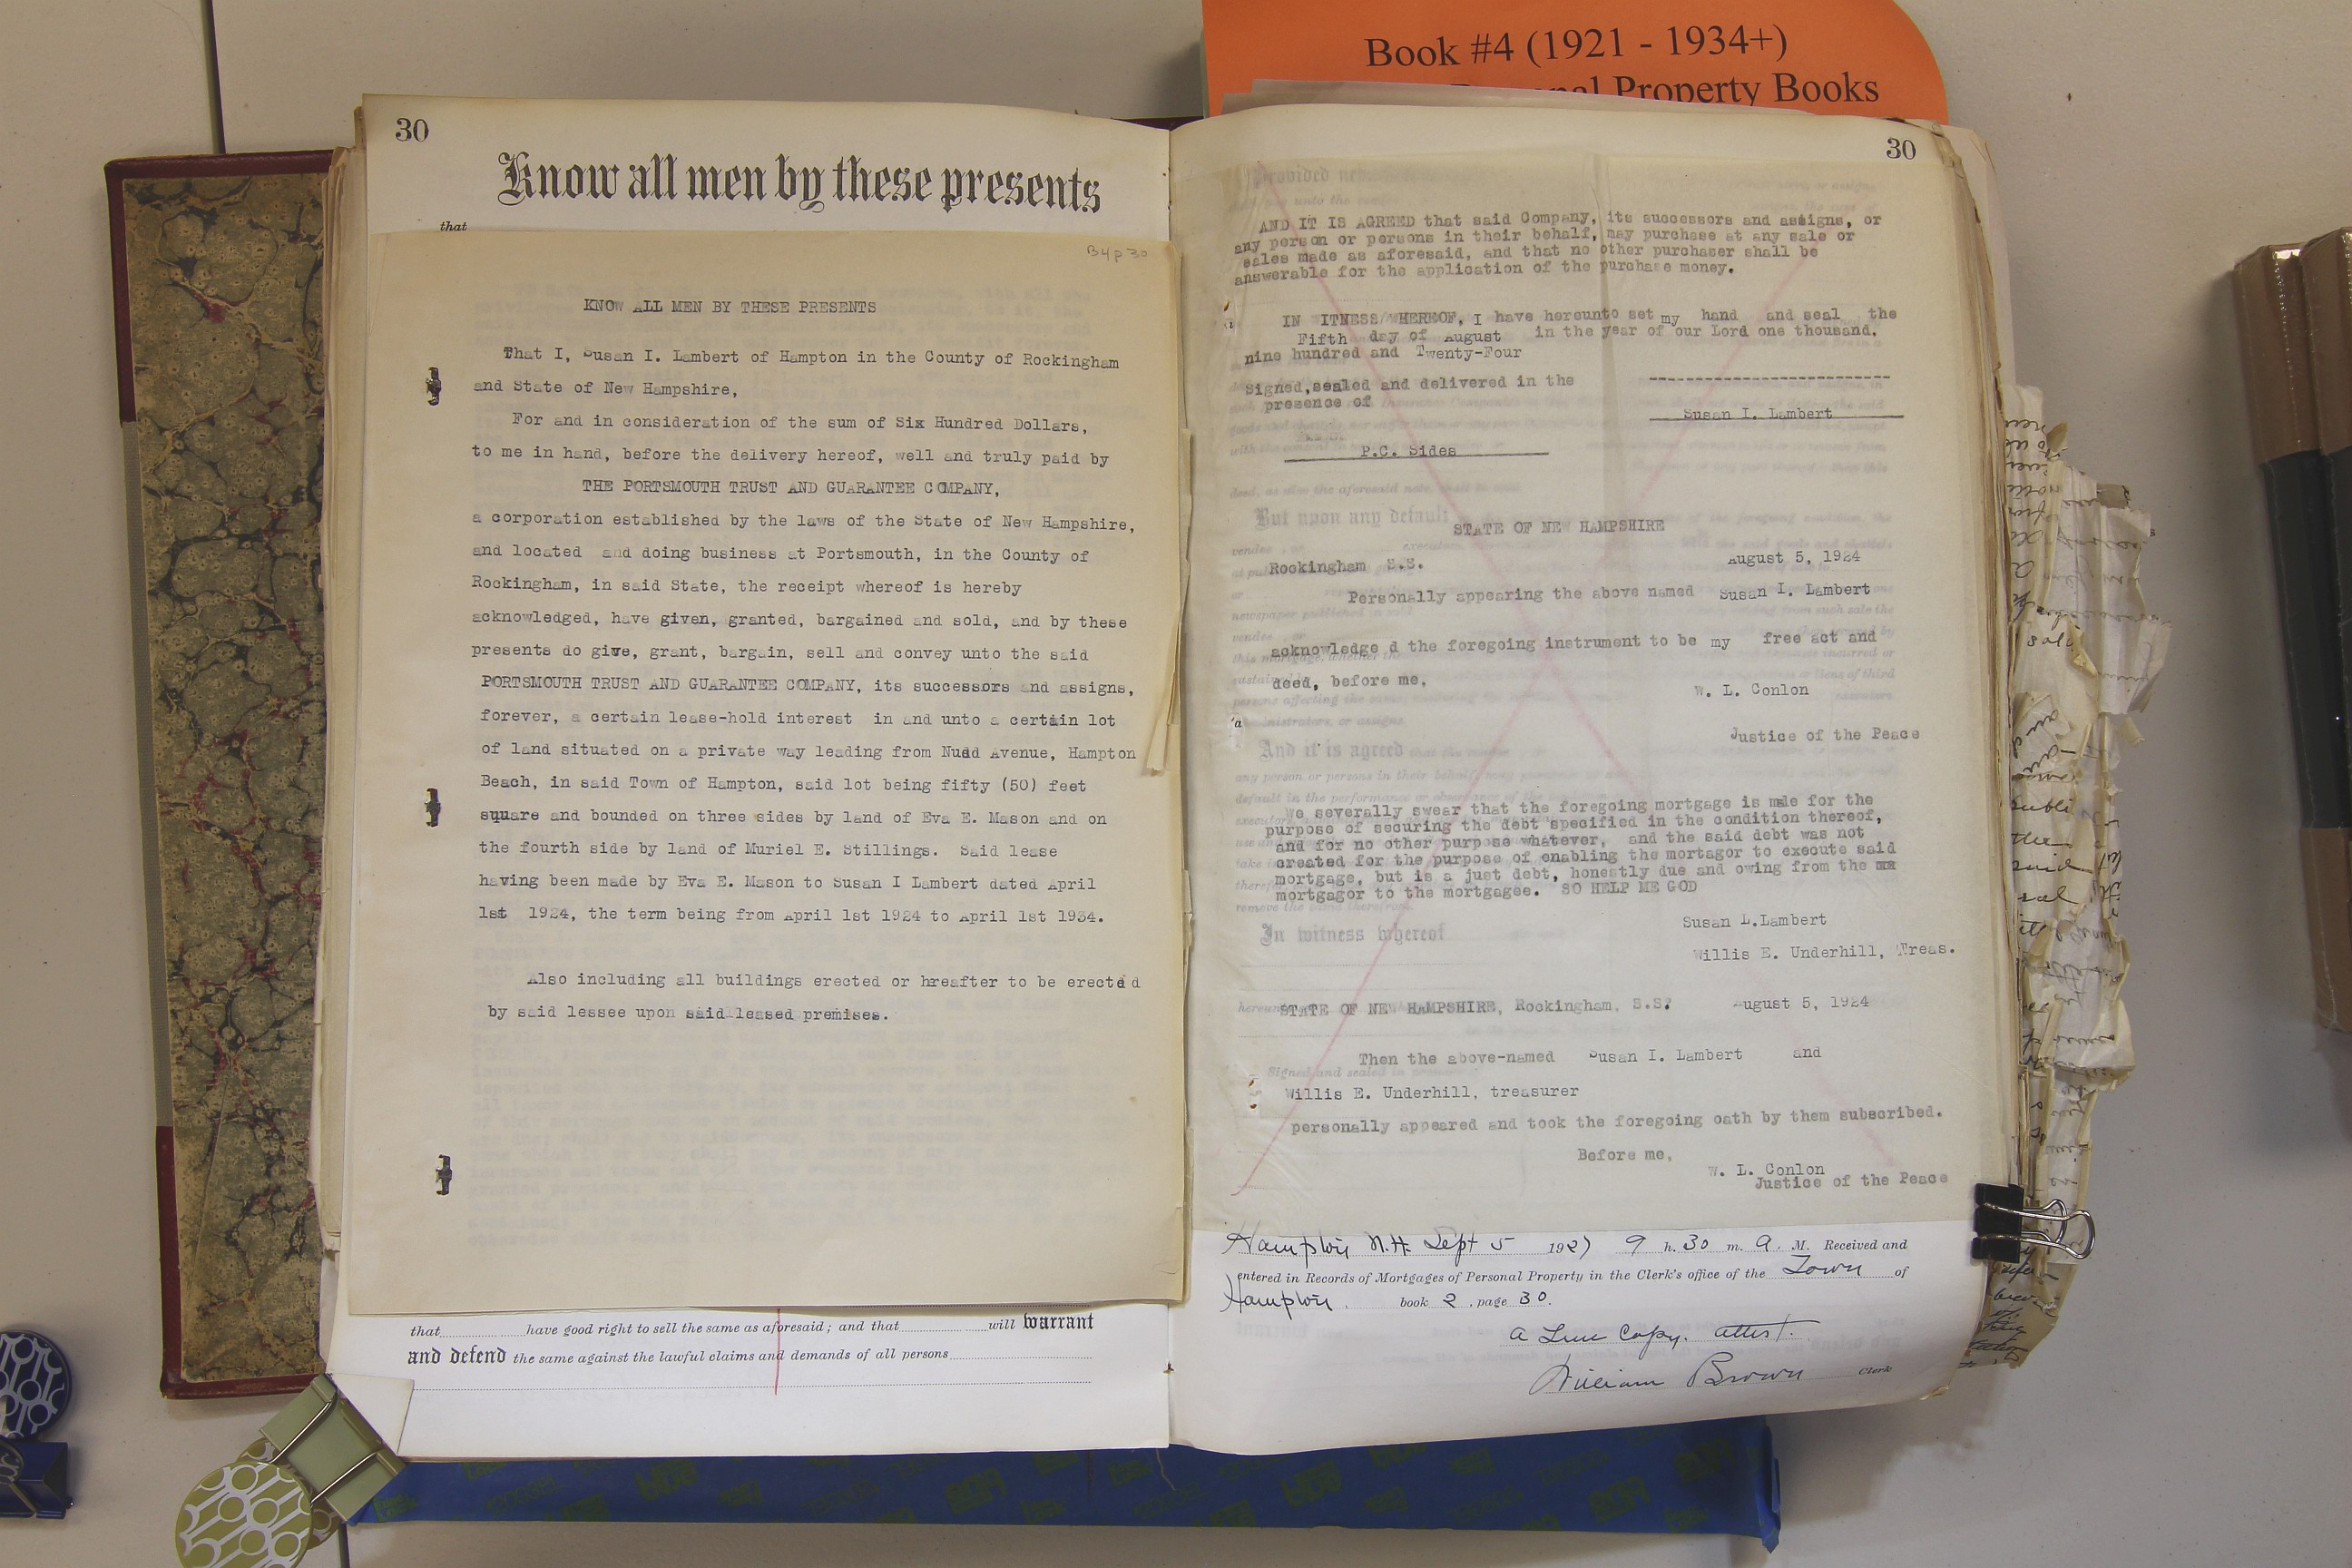 Book #4 (1921 - 1934+)
Personal Property Books
30
Know all men by these presents
that
B4p30
KNOW ALL MEN BY THESE PRESENTS
That I, Susan I. Lambert of Hampton in the County of Rockingham
and State of New Hampshire,
For and in consideration of the sum of Six Hundred Dollars,
to me in hand, before the delivery hereof, well and truly paid by
THE PORTSMOUTH TRUST AND GUARANTEE COMPANY,
a corporation established by the laws of the State of New Hampshire,
and located and doing business at Portsmouth, in the County of
Rockingham, in said State, the receipt whereof is hereby
acknowledged, have given, granted, bargained and sold, and by these
presents do give, grant, bargain, sell and convey unto the said
PORTSMOUTH TRUST AND GUARANTEE COMPANY, its successors and assigns,
forever, a certain lease-hold interest in and unto a certain lot
of land situated on a private way leading from Nudd Avenue, Hampton
Beach, in said Town of Hampton, said lot being fifty (50) feet
square and bounded on three sides by land of Eva E. Mason and on
the fourth side by land of Muriel E. Stillings. Said lease
having been made by Eva E. Mason to Susan I Lambert dated April
1st 1924, the term being from April 1st 1924 to April 1st 1934.
Also including all buildings erected or hreafter to be erected d
by said lessee upon said leased premises.
that have good right to sell the same as aforesaid; and that will warrant
and defend the same against the lawful claims and demands of all persons
30
AND IT IS AGREED that said Company, its successors and assigns, or
any person or persons in their behalf, may purchase at any sale or
sales made as aforesaid, and that no other purchaser shall be
answerable for the application of the purchase money.
IN WITNESS WHEREOF, I have hereunto set my hand and seal the
Fifth day of August in the year of our Lord one thousand.
nine hundred and Twenty-Four
Signed,sealed and delivered in the
presence of
Susan I. Lambert
P.C. Sides
But upon any default
STATE OF NEW HAMPSHIRE
August 5, 1924
Rockingham S.S.
Personally appearing the above named Susan I. Lambert
acknowledge d the foregoing instrument to be my free act and
deed, before me,
W. L. Conlon
Justice of the Peace
And it is agreed
We severally swear that the foregoing mortgage is made for the
purpose of securing the debt specified in the condition thereof,
and for no other purpose whatever, and the said debt was not
created for the purpose of enabling the mortagor to execute said
mortgage, but is a just debt, honestly due and owing from the
mortgagor to the mortgagee. SO HELP ME GOD
Susan L.Lambert
In witness whereof
Willis E. Underhill, Treas.
STATE OF NEW HAMPSHIRE, Rockingham, S.S. August 5, 1924
Then the above-named Susan I. Lambert and
Signed and sealed in
Willis E. Underhill, treasurer
personally appeared and took the foregoing oath by them subscribed.
Before me,
W. L. Conlon
Justice of the Peace
Hampton N.H. Sept 5 1927 9 h. 30 m. A. M. Received and
entered in Records of Mortgages of Personal Property in the Clerk's office of the Town of
Hampton. book 2, page 30.
A True Copy. Attest.
William Brown Clerk